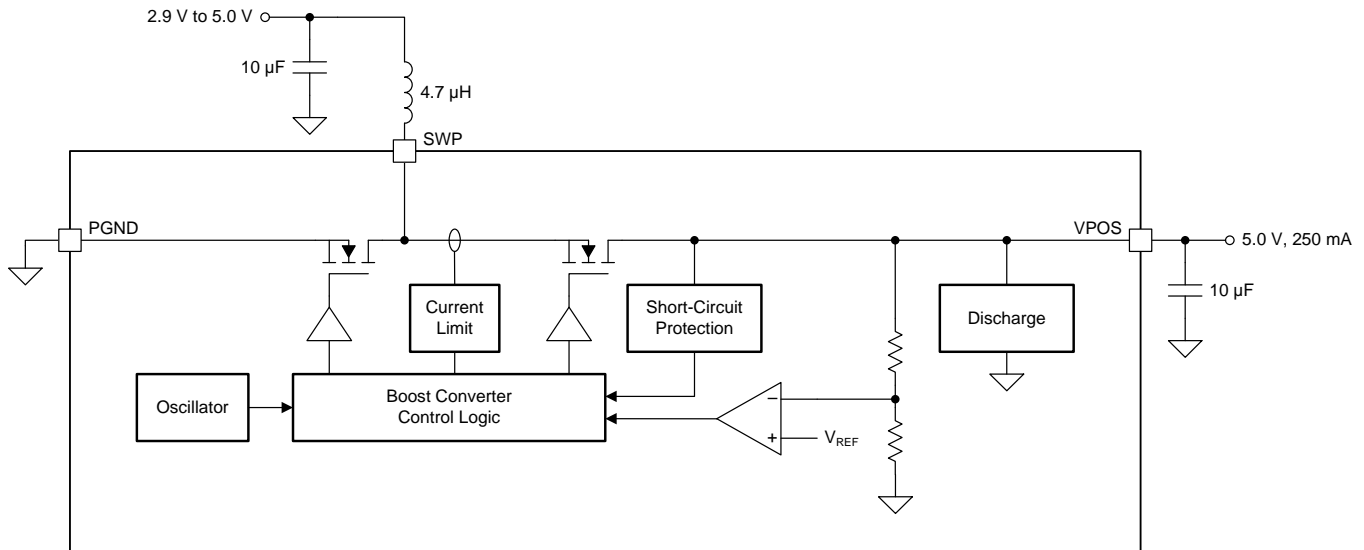 2.9 V to 5.0 V
10 µF
4.7 µH
SWP
PGND
VPOS
5.0 V, 250 mA
10 µF
Current
Limit
Short-Circuit
Protection
Discharge
Oscillator
Boost Converter
Control Logic
−
+
VREF